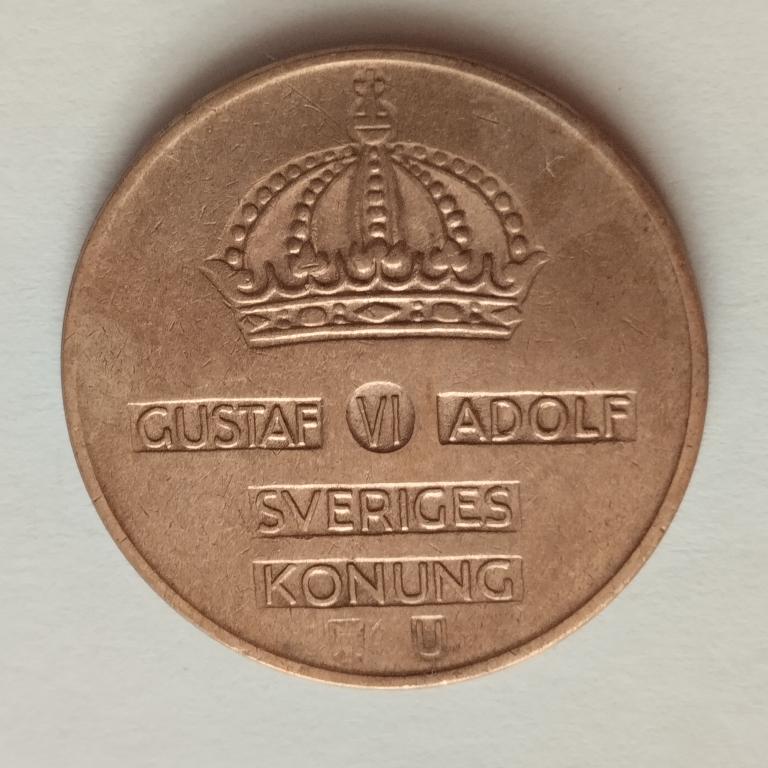 GUSTAF VI ADOLF
SVERIGES
KONUNG
U